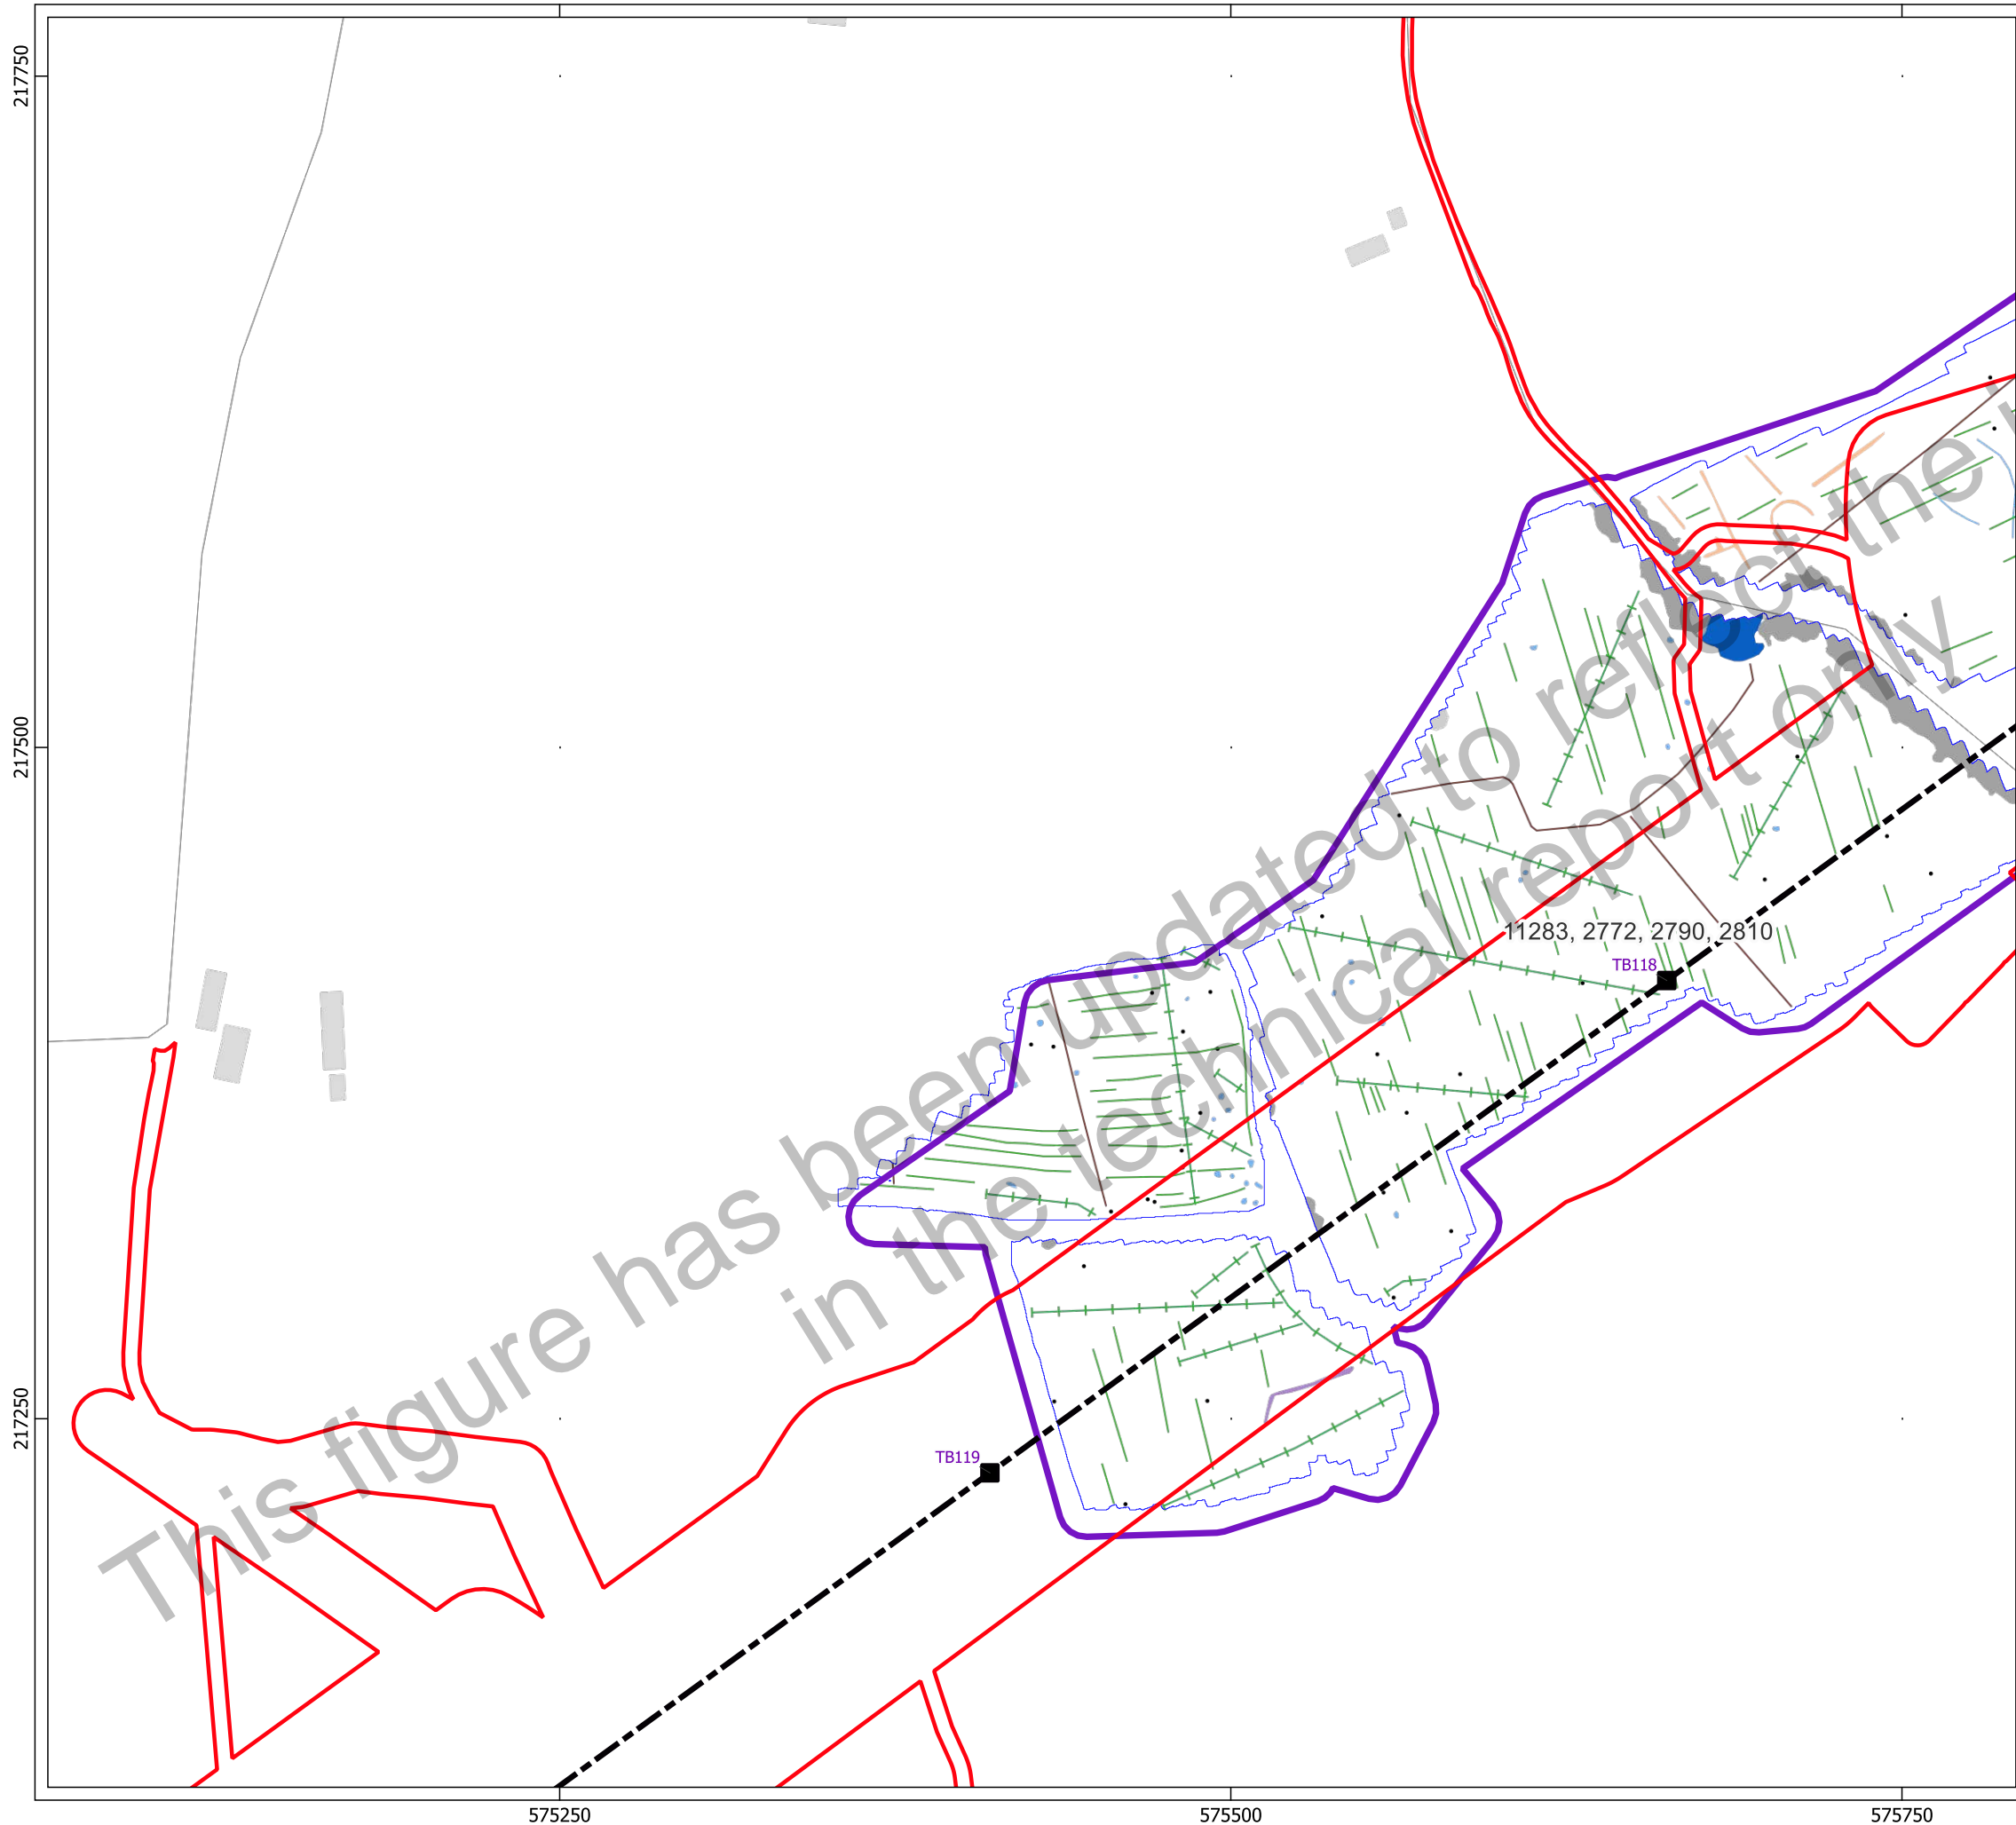 217750
217500
217250
This figure has been updated to reflect the
in the technical report only
11283, 2772, 2790, 2810
TB118
TB119
575250
575500
575750